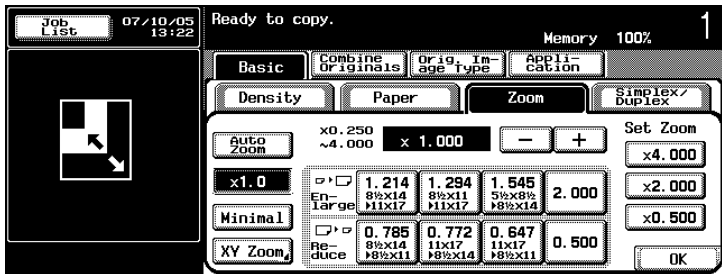 Job
List
07/10/05
13:22
Ready to copy.
Memory 100%
1
Basic
Combine
Originals
Orig. Im-
age Type
Appli-
cation
Density
Paper
Zoom
Simplex/
Duplex
Auto
Zoom
x0.250
~4.000
x 1.000
−
+
Set Zoom
x4.000
x2.000
x0.500
x1.0
Minimal
XY Zoom
En-
large
1.214
8½x14
▸11x17
1.294
8½x11
▸11x17
1.545
5½x8½
▸8½x14
2.000
Re-
duce
0.785
8½x14
▸8½x11
0.772
11x17
▸8½x14
0.647
11x17
▸8½x11
0.500
OK